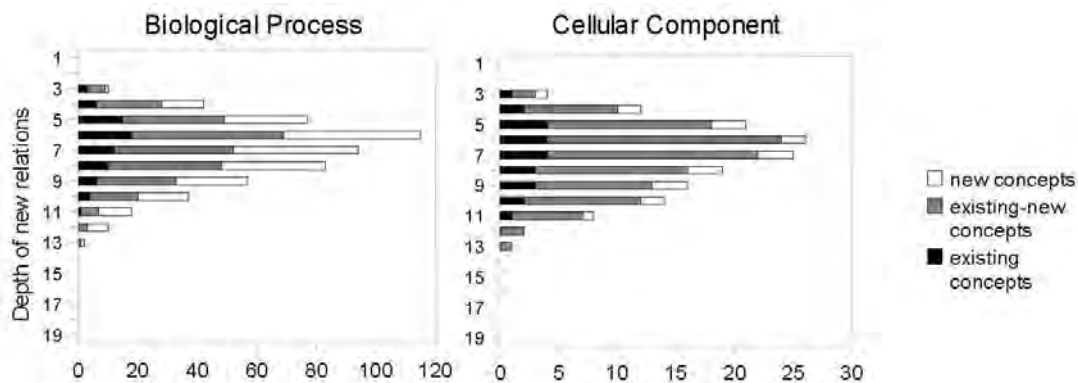 Biological Process
Cellular Component
Depth of new relations
1
3
5
7
9
11
13
15
17
19
0 20 40 60 80 100 120
1
3
5
7
9
11
13
15
17
19
0 5 10 15 20 25 30
new concepts
existing-new
concepts
existing
concepts